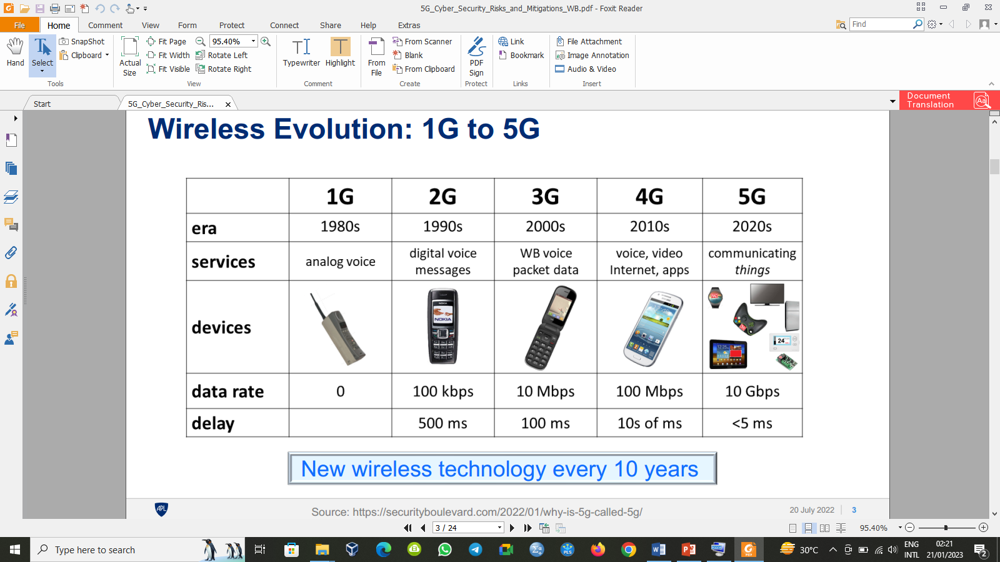 5G_Cyber_Security_Risks_and_Mitigations_WB.pdf - Foxit Reader
File Home Comment View Form Protect Connect Share Help Extras Find
Hand
Select
Tools
SnapShot
Clipboard
Actual Size
Fit Page
Fit Width
Fit Visible
95.40%
Rotate Left
Rotate Right
View
Typewriter Highlight
Comment
From File
From Scanner
Blank
From Clipboard
Create
PDF Sign
Protect
Link
Bookmark
Links
File Attachment
Image Annotation
Audio & Video
Insert
Start
5G_Cyber_Security_Ris...
Document
Translation
Wireless Evolution: 1G to 5G
1G 2G 3G 4G 5G
era 1980s 1990s 2000s 2010s 2020s
services analog voice digital voice messages WB voice packet data voice, video Internet, apps communicating things
devices
NOKIA
NOKIA
24
data rate 0 100 kbps 10 Mbps 100 Mbps 10 Gbps
delay 500 ms 100 ms 10s of ms <5 ms
New wireless technology every 10 years
APL
Source: https://securityboulevard.com/2022/01/why-is-5g-called-5g/
20 July 2022 3
3 / 24
95.40%
Type here to search
30°C
ENG
INTL
02:21
21/01/2023
2